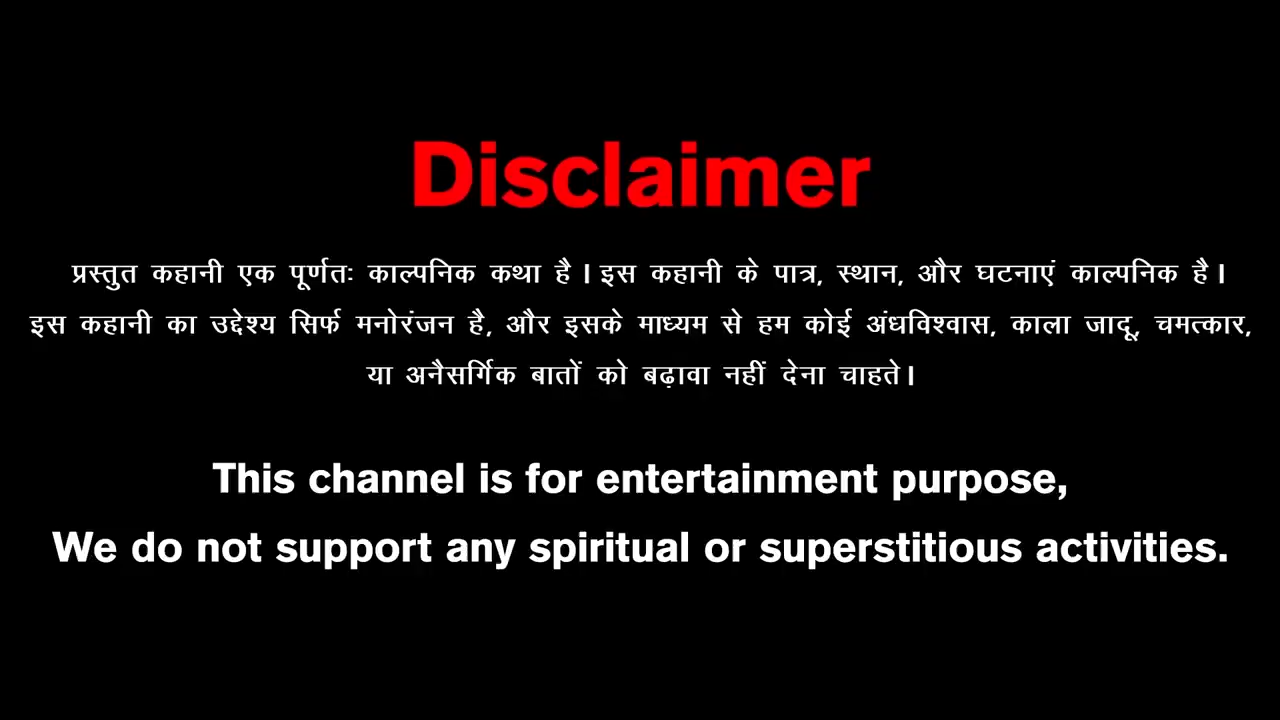 Disclaimer
प्रस्तुत कहानी एक पूर्णतः काल्पनिक कथा है। इस कहानी के पात्र, स्थान, और घटनाएं काल्पनिक है।
इस कहानी का उद्देश्य सिर्फ मनोरंजन है, और इसके माध्यम से हम कोई अंधविश्वास, काला जादू, चमत्कार,
या अनैसर्गिक बातों को बढ़ावा नहीं देना चाहते।
This channel is for entertainment purpose,
We do not support any spiritual or superstitious activities.